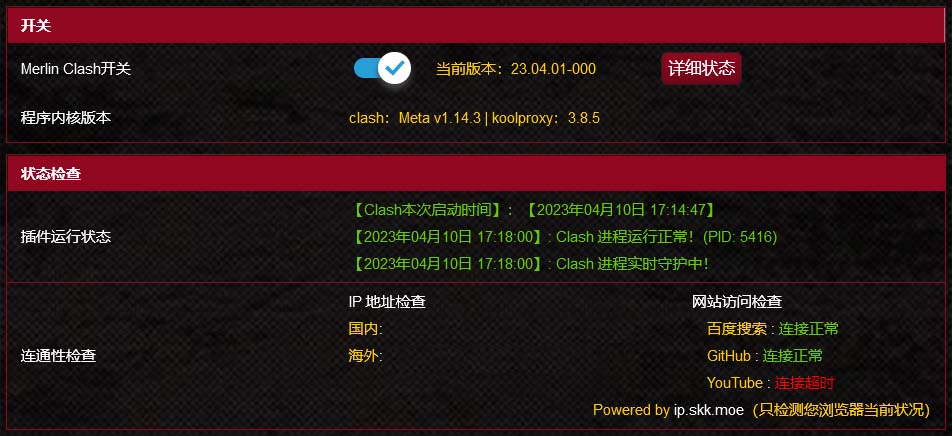 开关
Merlin Clash开关 当前版本：23.04.01-000 详细状态
程序内核版本 clash：Meta v1.14.3 | koolproxy：3.8.5
状态检查
【Clash本次启动时间】：【2023年04月10日 17:14:47】
插件运行状态 【2023年04月10日 17:18:00】: Clash 进程运行正常！(PID: 5416)
【2023年04月10日 17:18:00】: Clash 进程实时守护中！
IP 地址检查 网站访问检查
国内: 百度搜索 : 连接正常
连通性检查 海外: GitHub : 连接正常
YouTube : 连接超时
Powered by ip.skk.moe（只检测您浏览器当前状况）